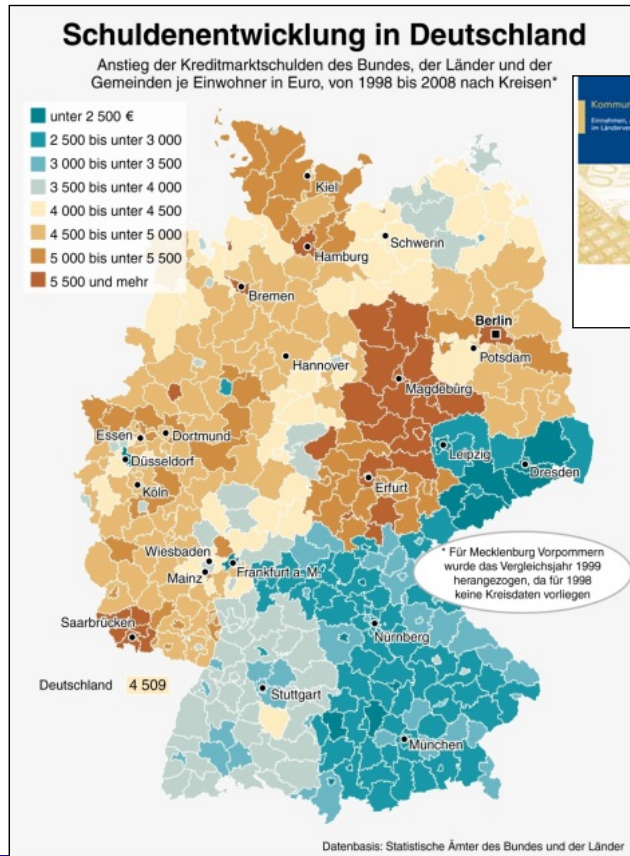 Schuldenentwicklung in Deutschland
Anstieg der Kreditmarktschulden des Bundes, der Länder und der
Gemeinden je Einwohner in Euro, von 1998 bis 2008 nach Kreisen*
unter 2 500 €
2 500 bis unter 3 000
3 000 bis unter 3 500
3 500 bis unter 4 000
4 000 bis unter 4 500
4 500 bis unter 5 000
5 000 bis unter 5 500
5 500 und mehr
Kommun
Einnahmen,
im Länderver
Kiel
Schwerin
Hamburg
Bremen
Berlin
Potsdam
Hannover
Magdeburg
Essen
Dortmund
Leipzig
Düsseldorf
Dresden
Köln
Erfurt
Wiesbaden
Mainz
Frankfurt a. M.
* Für Mecklenburg Vorpommern
wurde das Vergleichsjahr 1999
herangezogen, da für 1998
keine Kreisdaten vorliegen
Saarbrücken
Nürnberg
Deutschland 4 509
Stuttgart
München
Datenbasis: Statistische Ämter des Bundes und der Länder